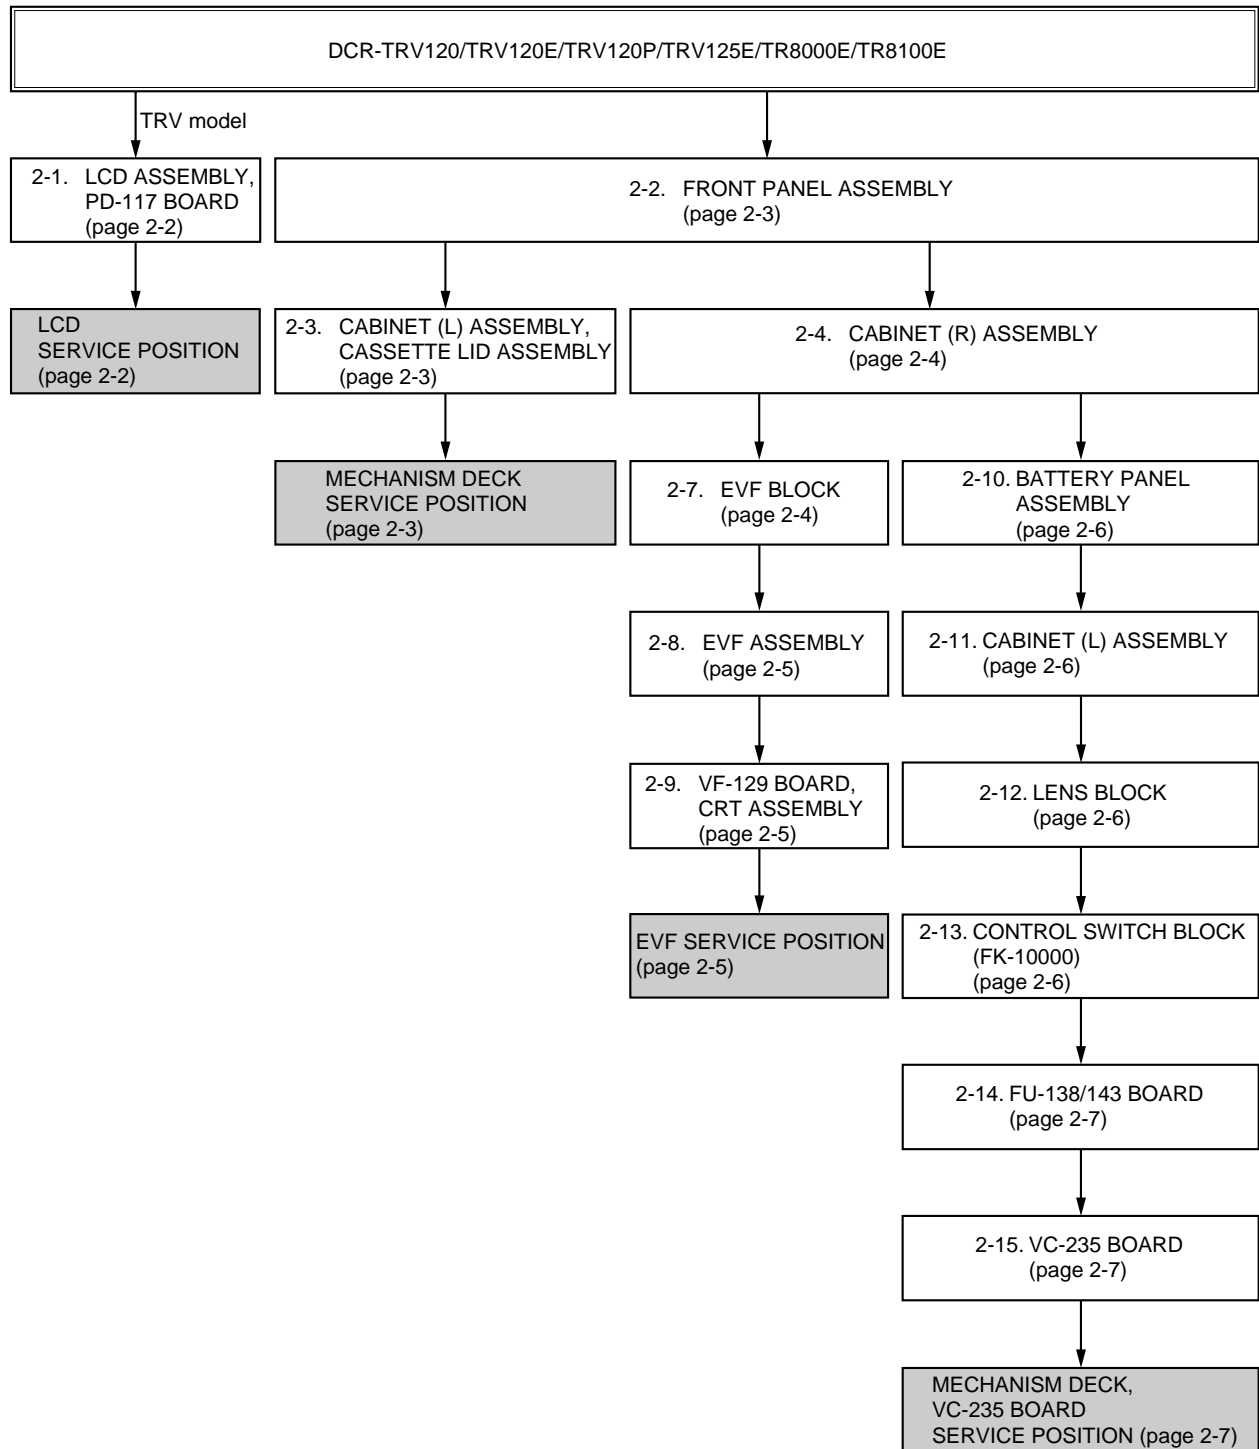 DCR-TRV120/TRV120E/TRV120P/TRV125E/TR8000E/TR8100E
TRV model
2-1. LCD ASSEMBLY,
PD-117 BOARD
(page 2-2)
2-2. FRONT PANEL ASSEMBLY
(page 2-3)
LCD
SERVICE POSITION
(page 2-2)
2-3. CABINET (L) ASSEMBLY,
CASSETTE LID ASSEMBLY
(page 2-3)
2-4. CABINET (R) ASSEMBLY
(page 2-4)
MECHANISM DECK
SERVICE POSITION
(page 2-3)
2-7. EVF BLOCK
(page 2-4)
2-10. BATTERY PANEL
ASSEMBLY
(page 2-6)
2-8. EVF ASSEMBLY
(page 2-5)
2-11. CABINET (L) ASSEMBLY
(page 2-6)
2-9. VF-129 BOARD,
CRT ASSEMBLY
(page 2-5)
2-12. LENS BLOCK
(page 2-6)
EVF SERVICE POSITION
(page 2-5)
2-13. CONTROL SWITCH BLOCK
(FK-10000)
(page 2-6)
2-14. FU-138/143 BOARD
(page 2-7)
2-15. VC-235 BOARD
(page 2-7)
MECHANISM DECK,
VC-235 BOARD
SERVICE POSITION (page 2-7)